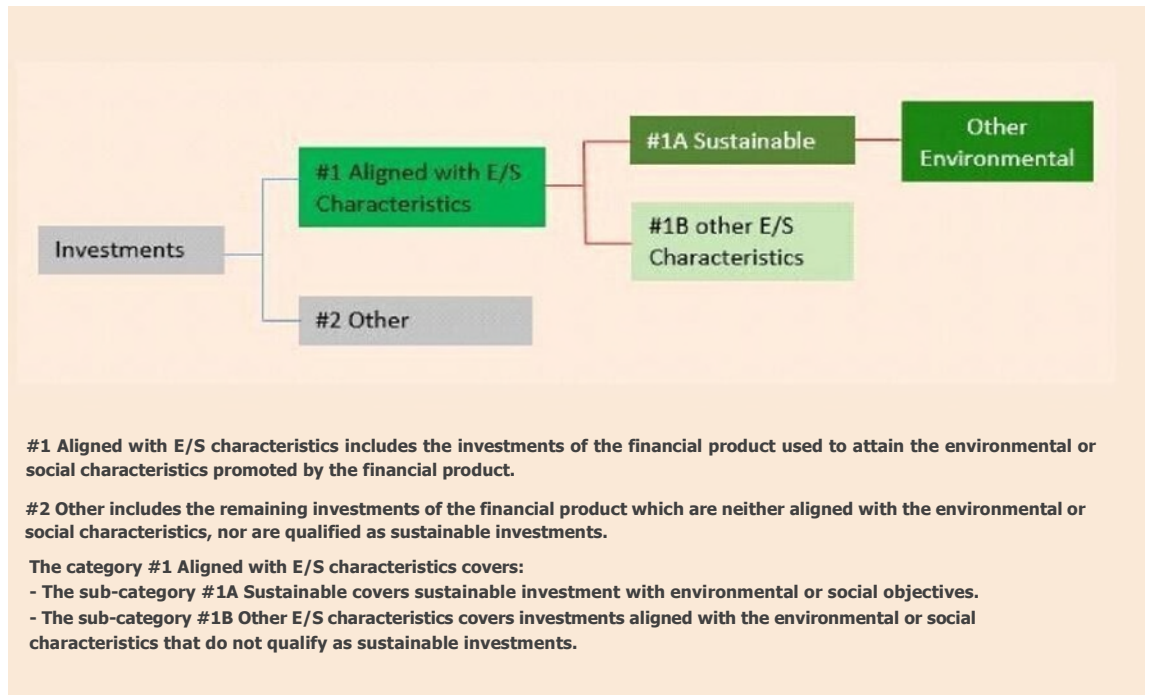 Other
Environmental
#1A Sustainable
#1 Aligned with E/S
Characteristics
#1B other E/S
Characteristics
Investments
#2 Other
#1 Aligned with E/S characteristics includes the investments of the financial product used to attain the environmental or
social characteristics promoted by the financial product.
#2 Other includes the remaining investments of the financial product which are neither aligned with the environmental or
social characteristics, nor are qualified as sustainable investments.
The category #1 Aligned with E/S characteristics covers:
- The sub-category #1A Sustainable covers sustainable investment with environmental or social objectives.
- The sub-category #1B Other E/S characteristics covers investments aligned with the environmental or social
characteristics that do not qualify as sustainable investments.